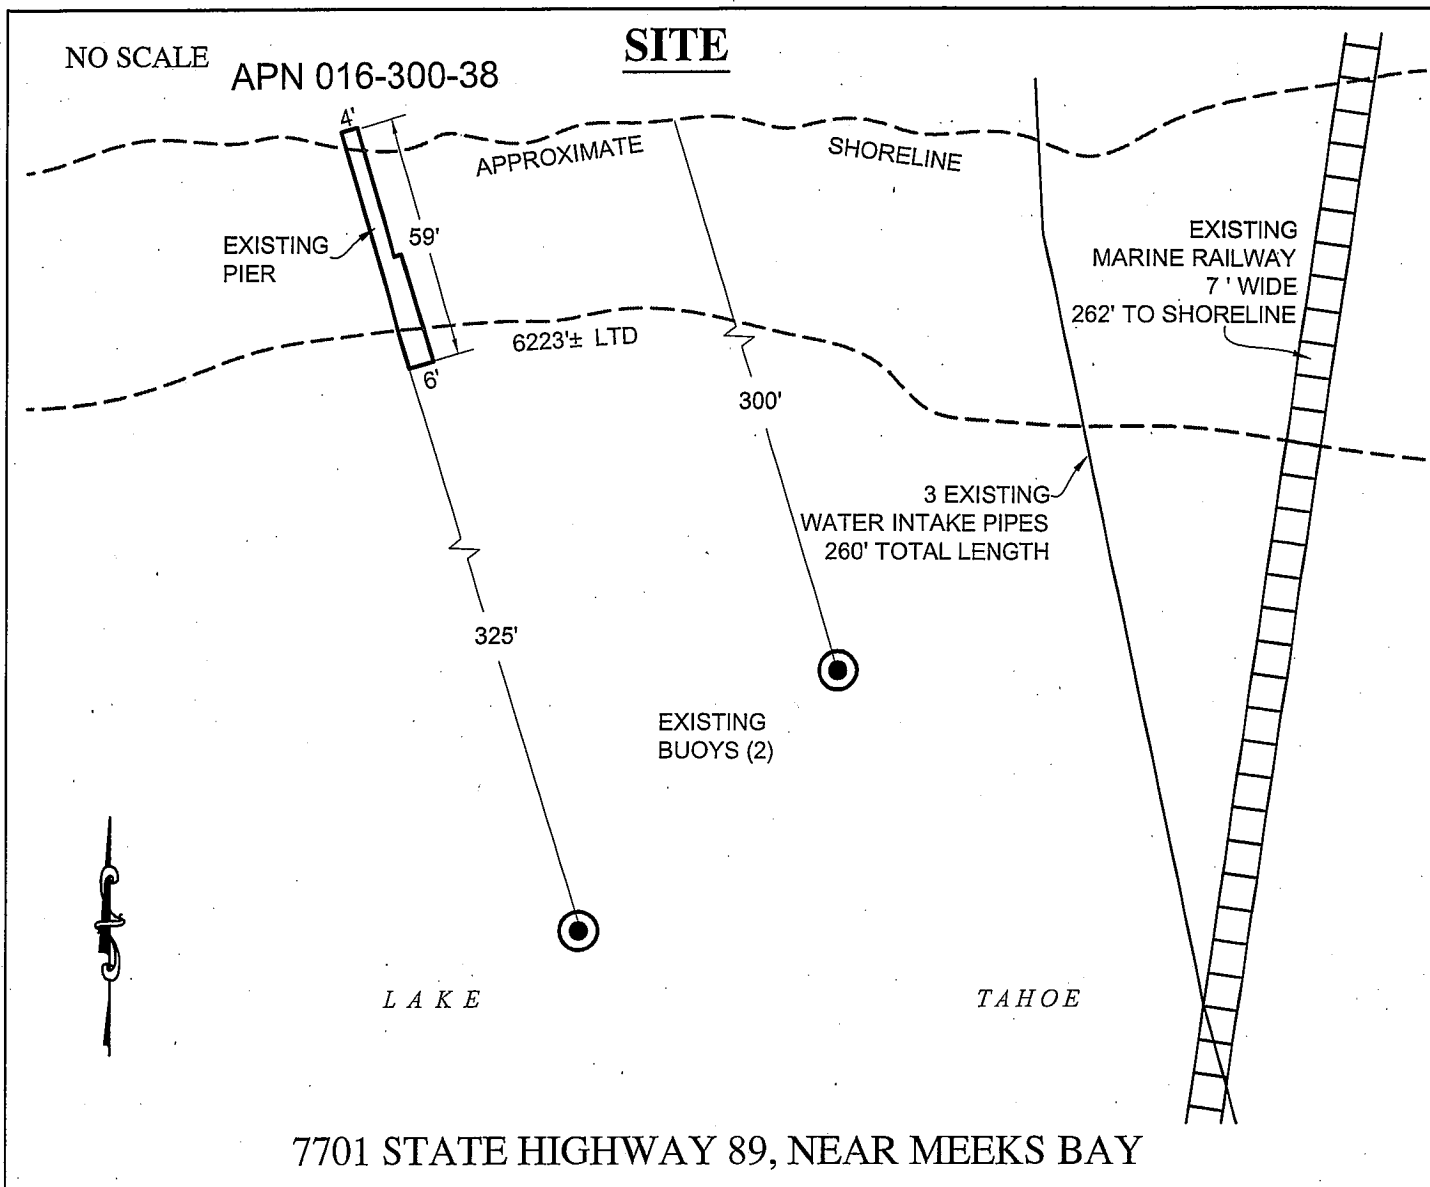 NO SCALE
SITE
APN 016-300-38
4'
APPROXIMATE
SHORELINE
59'
EXISTING
PIER
EXISTING
MARINE RAILWAY
7 ' WIDE
262' TO SHORELINE
6223'± LTD
6'
300'
3 EXISTING
WATER INTAKE PIPES
260' TOTAL LENGTH
325'
EXISTING
BUOYS (2)
LAKE
TAHOE
7701 STATE HIGHWAY 89, NEAR MEEKS BAY